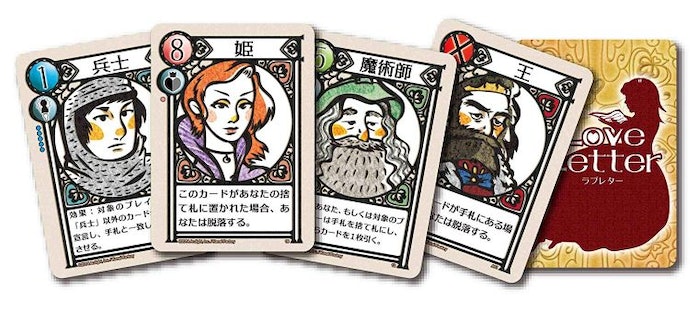 1
兵士
効果：対象のプレイ
「兵士」以外のカード
宣言し、手札と一致し
させる。
8
姫
このカードがあなたの捨
て札に置かれた場合、あ
なたは脱落する。
魔術師
あなた、もしくは対象のプ
は手札を捨て札にし、
らカードを1枚引く。
王
ードが手札にある場
たは脱落する。
Love
Letter
ラブレター